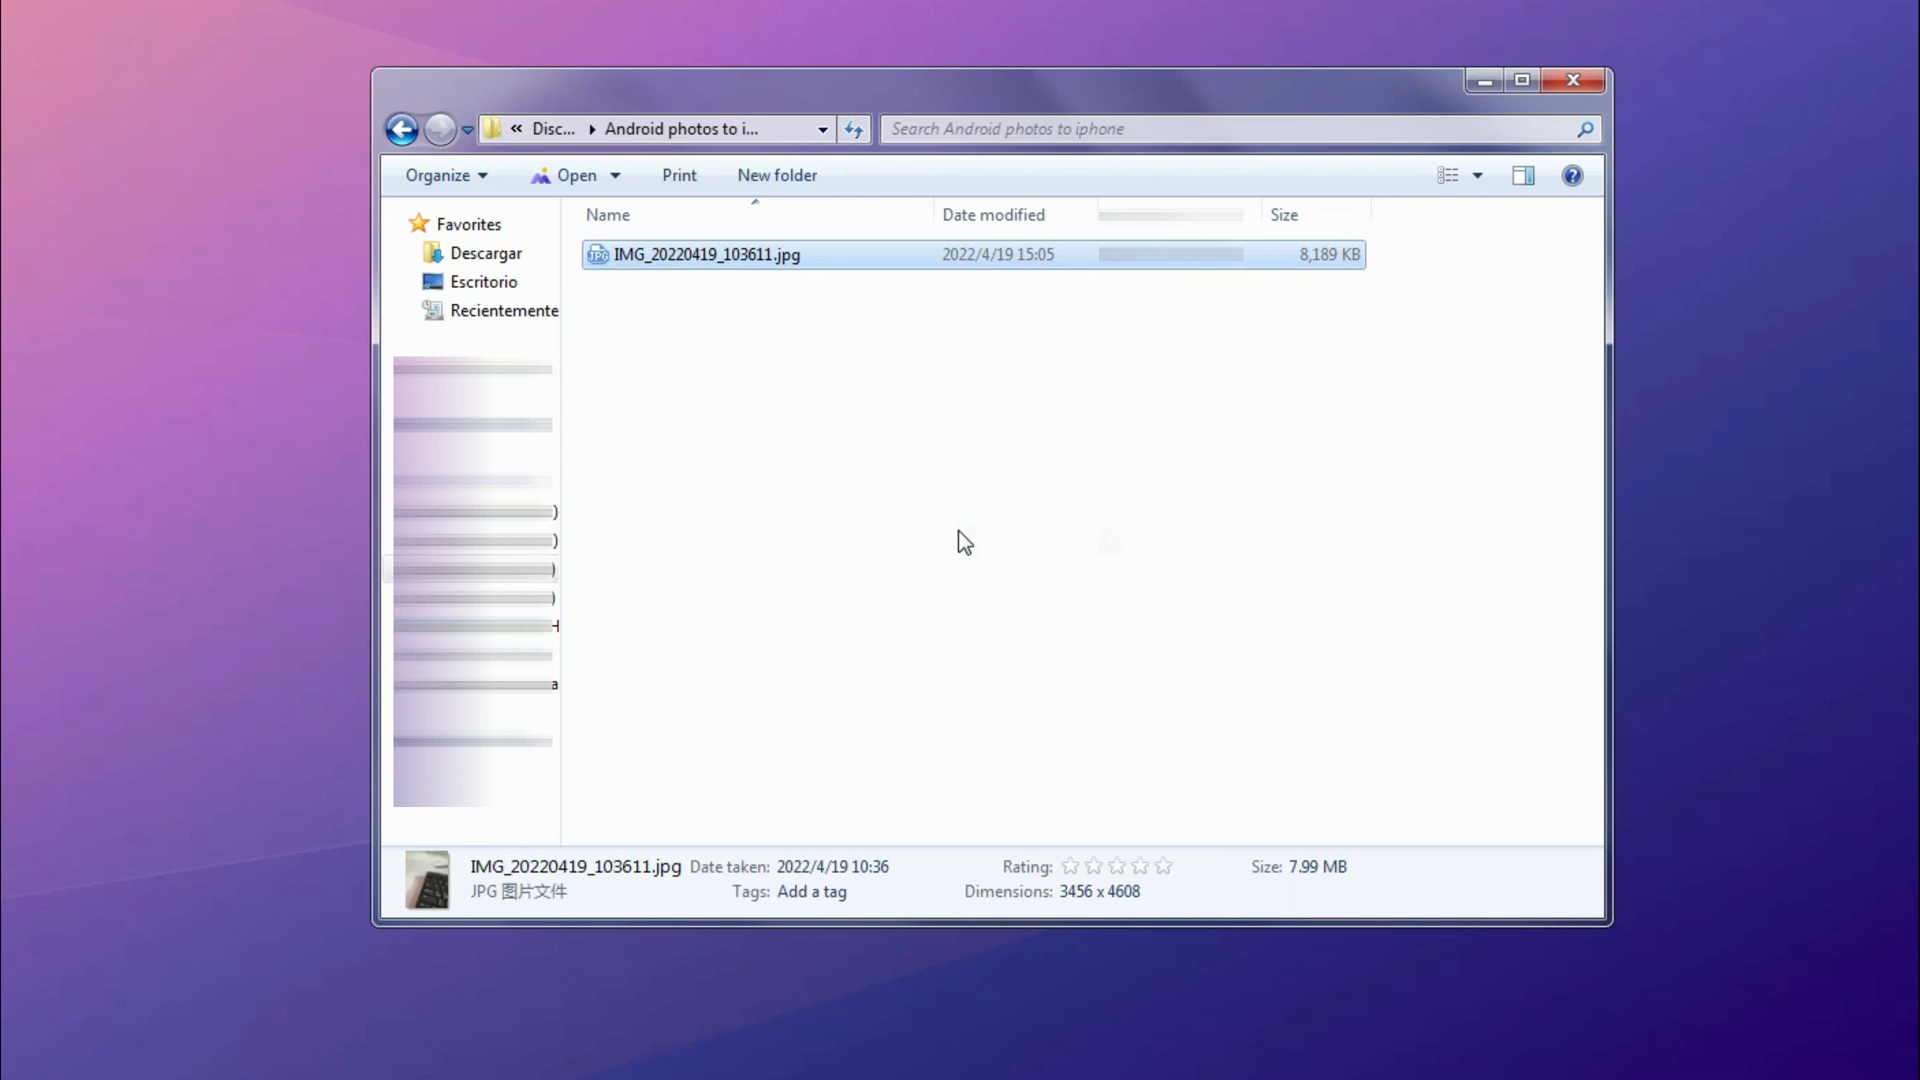 « Disc... ▸ Android photos to i...
Search Android photos to iphone
Organize Open Print New folder
Name Date modified Size
Favorites
Descargar
Escritorio
Recientemente
IMG_20220419_103611.jpg 2022/4/19 15:05 8,189 KB
)
)
)
)
H
a
IMG_20220419_103611.jpg Date taken: 2022/4/19 10:36 Rating: Size: 7.99 MB
JPG 图片文件 Tags: Add a tag Dimensions: 3456 x 4608